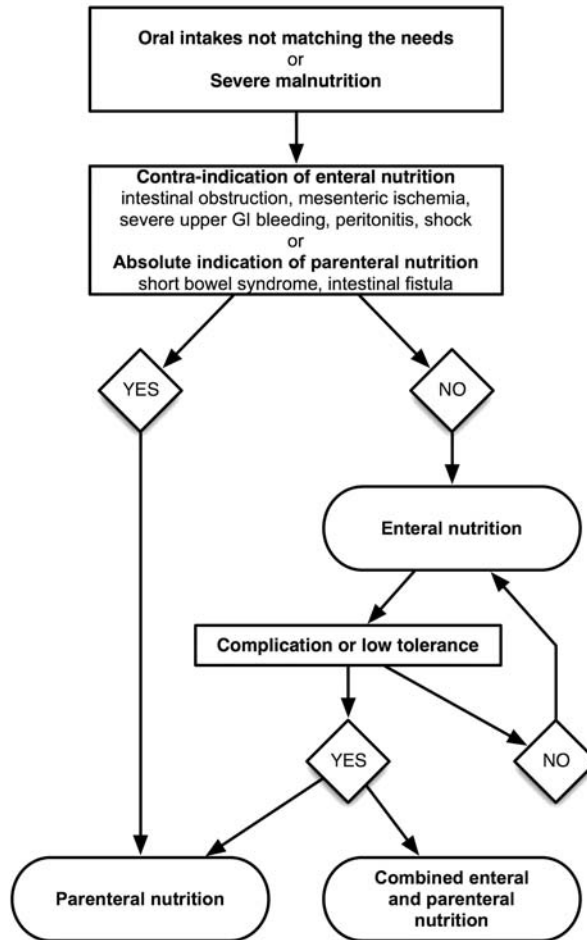 Oral intakes not matching the needs
or
Severe malnutrition
Contra-indication of enteral nutrition
intestinal obstruction, mesenteric ischemia,
severe upper GI bleeding, peritonitis, shock
or
Absolute indication of parenteral nutrition
short bowel syndrome, intestinal fistula
YES
NO
Enteral nutrition
Complication or low tolerance
YES
NO
Parenteral nutrition
Combined enteral
and parenteral
nutrition